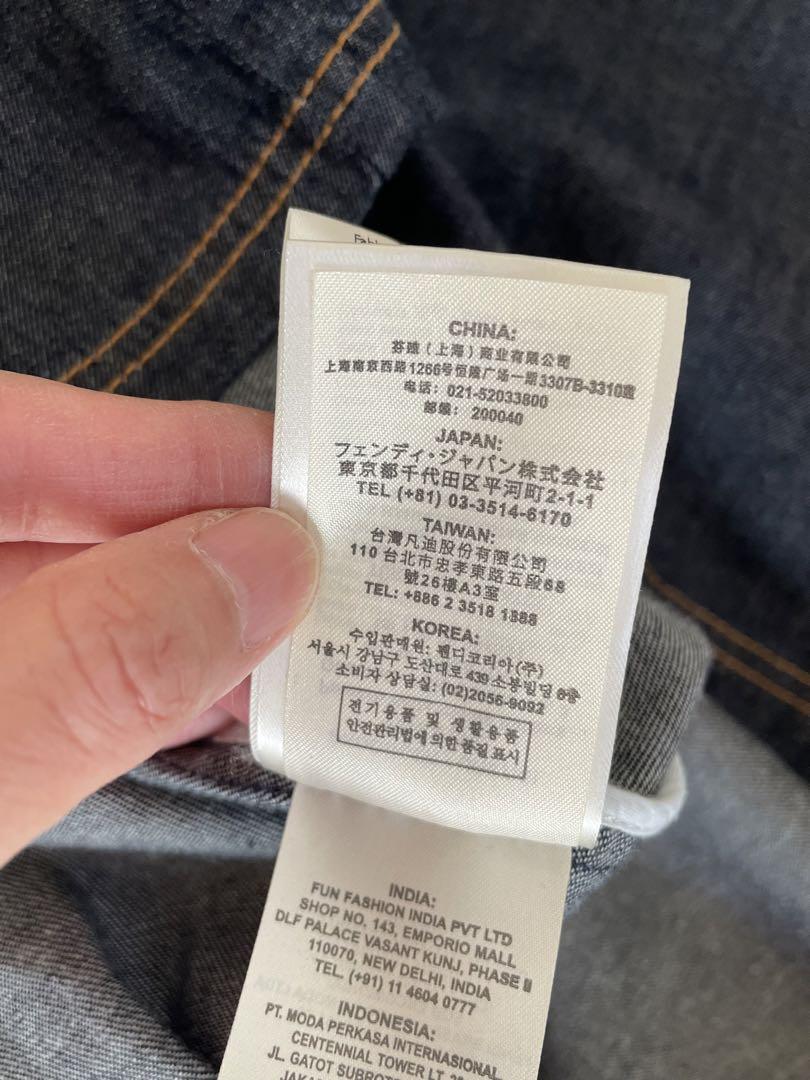 CHINA:
芬迪（上海）商业有限公司
上海南京西路1266号恒隆广场一期3307B-3310造
电话： 021-52033800
邮编： 200040
JAPAN:
フェンディ・ジャパン株式会社
東京都千代田区平河町2-1-1
TEL (+81) 03-3514-6170
TAIWAN:
台灣凡迪股份有限公司
110 台北市忠孝東路五段68
號26樓A3室
TEL: +886 2 3518 1388
KOREA:
수입판매원: 펜디코리아(주)
서울시 강남구 도산대로 439 소봉빌딩 6층
소비자 상담실: (02)2056-9092
전기용품 및 생활용품
안전관리법에 의한 품질 표시
INDIA:
FUN FASHION INDIA PVT LTD
SHOP NO. 143, EMPORIO MALL
DLF PALACE VASANT KUNJ, PHASE II
110070, NEW DELHI, INDIA
TEL. (+91) 11 4604 0777
INDONESIA:
PT. MODA PERKASA INTERNASIONAL
CENTENNIAL TOWER LT.
JL. GATOT SUBROTO